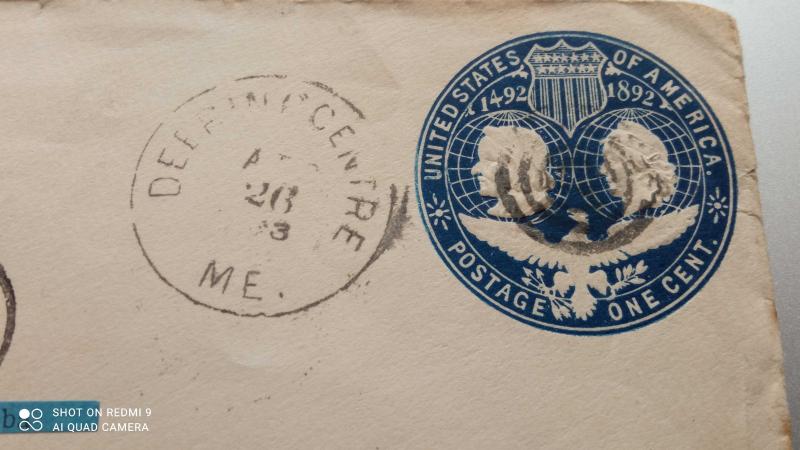 UNITED STATES OF AMERICA.
1492 1892
POSTAGE ONE CENT.
DEERING CENTRE
26
ME.
SHOT ON REDMI 9
AI QUAD CAMERA